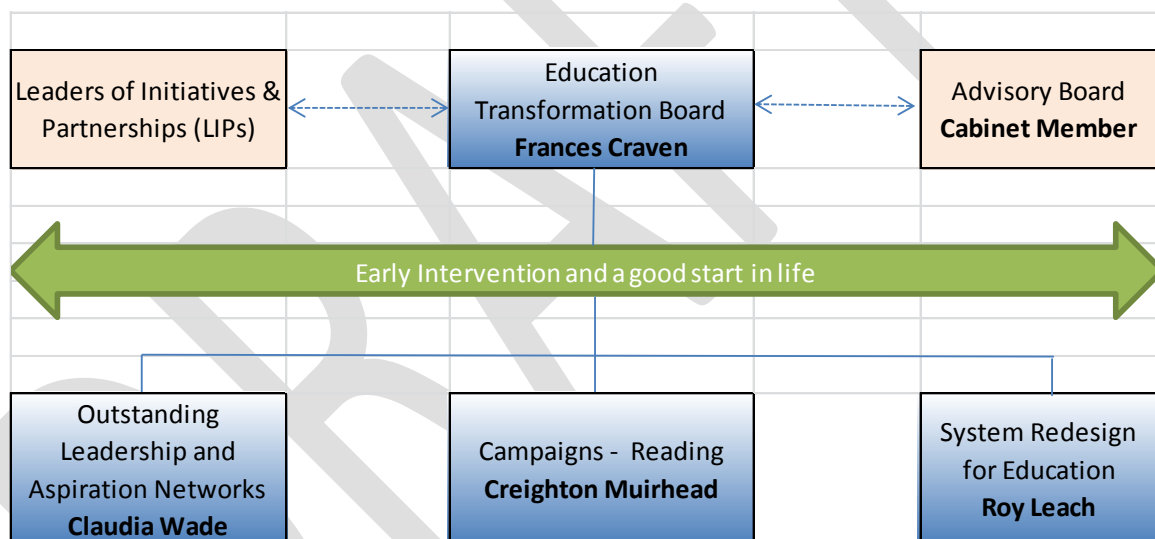 Leaders of Initiatives &
Partnerships (LIPs)
Education
Transformation Board
Frances Craven
Advisory Board
Cabinet Member
Early Intervention and a good start in life
Outstanding
Leadership and
Aspiration Networks
Claudia Wade
Campaigns - Reading
Creighton Muirhead
System Redesign
for Education
Roy Leach
DRAFT